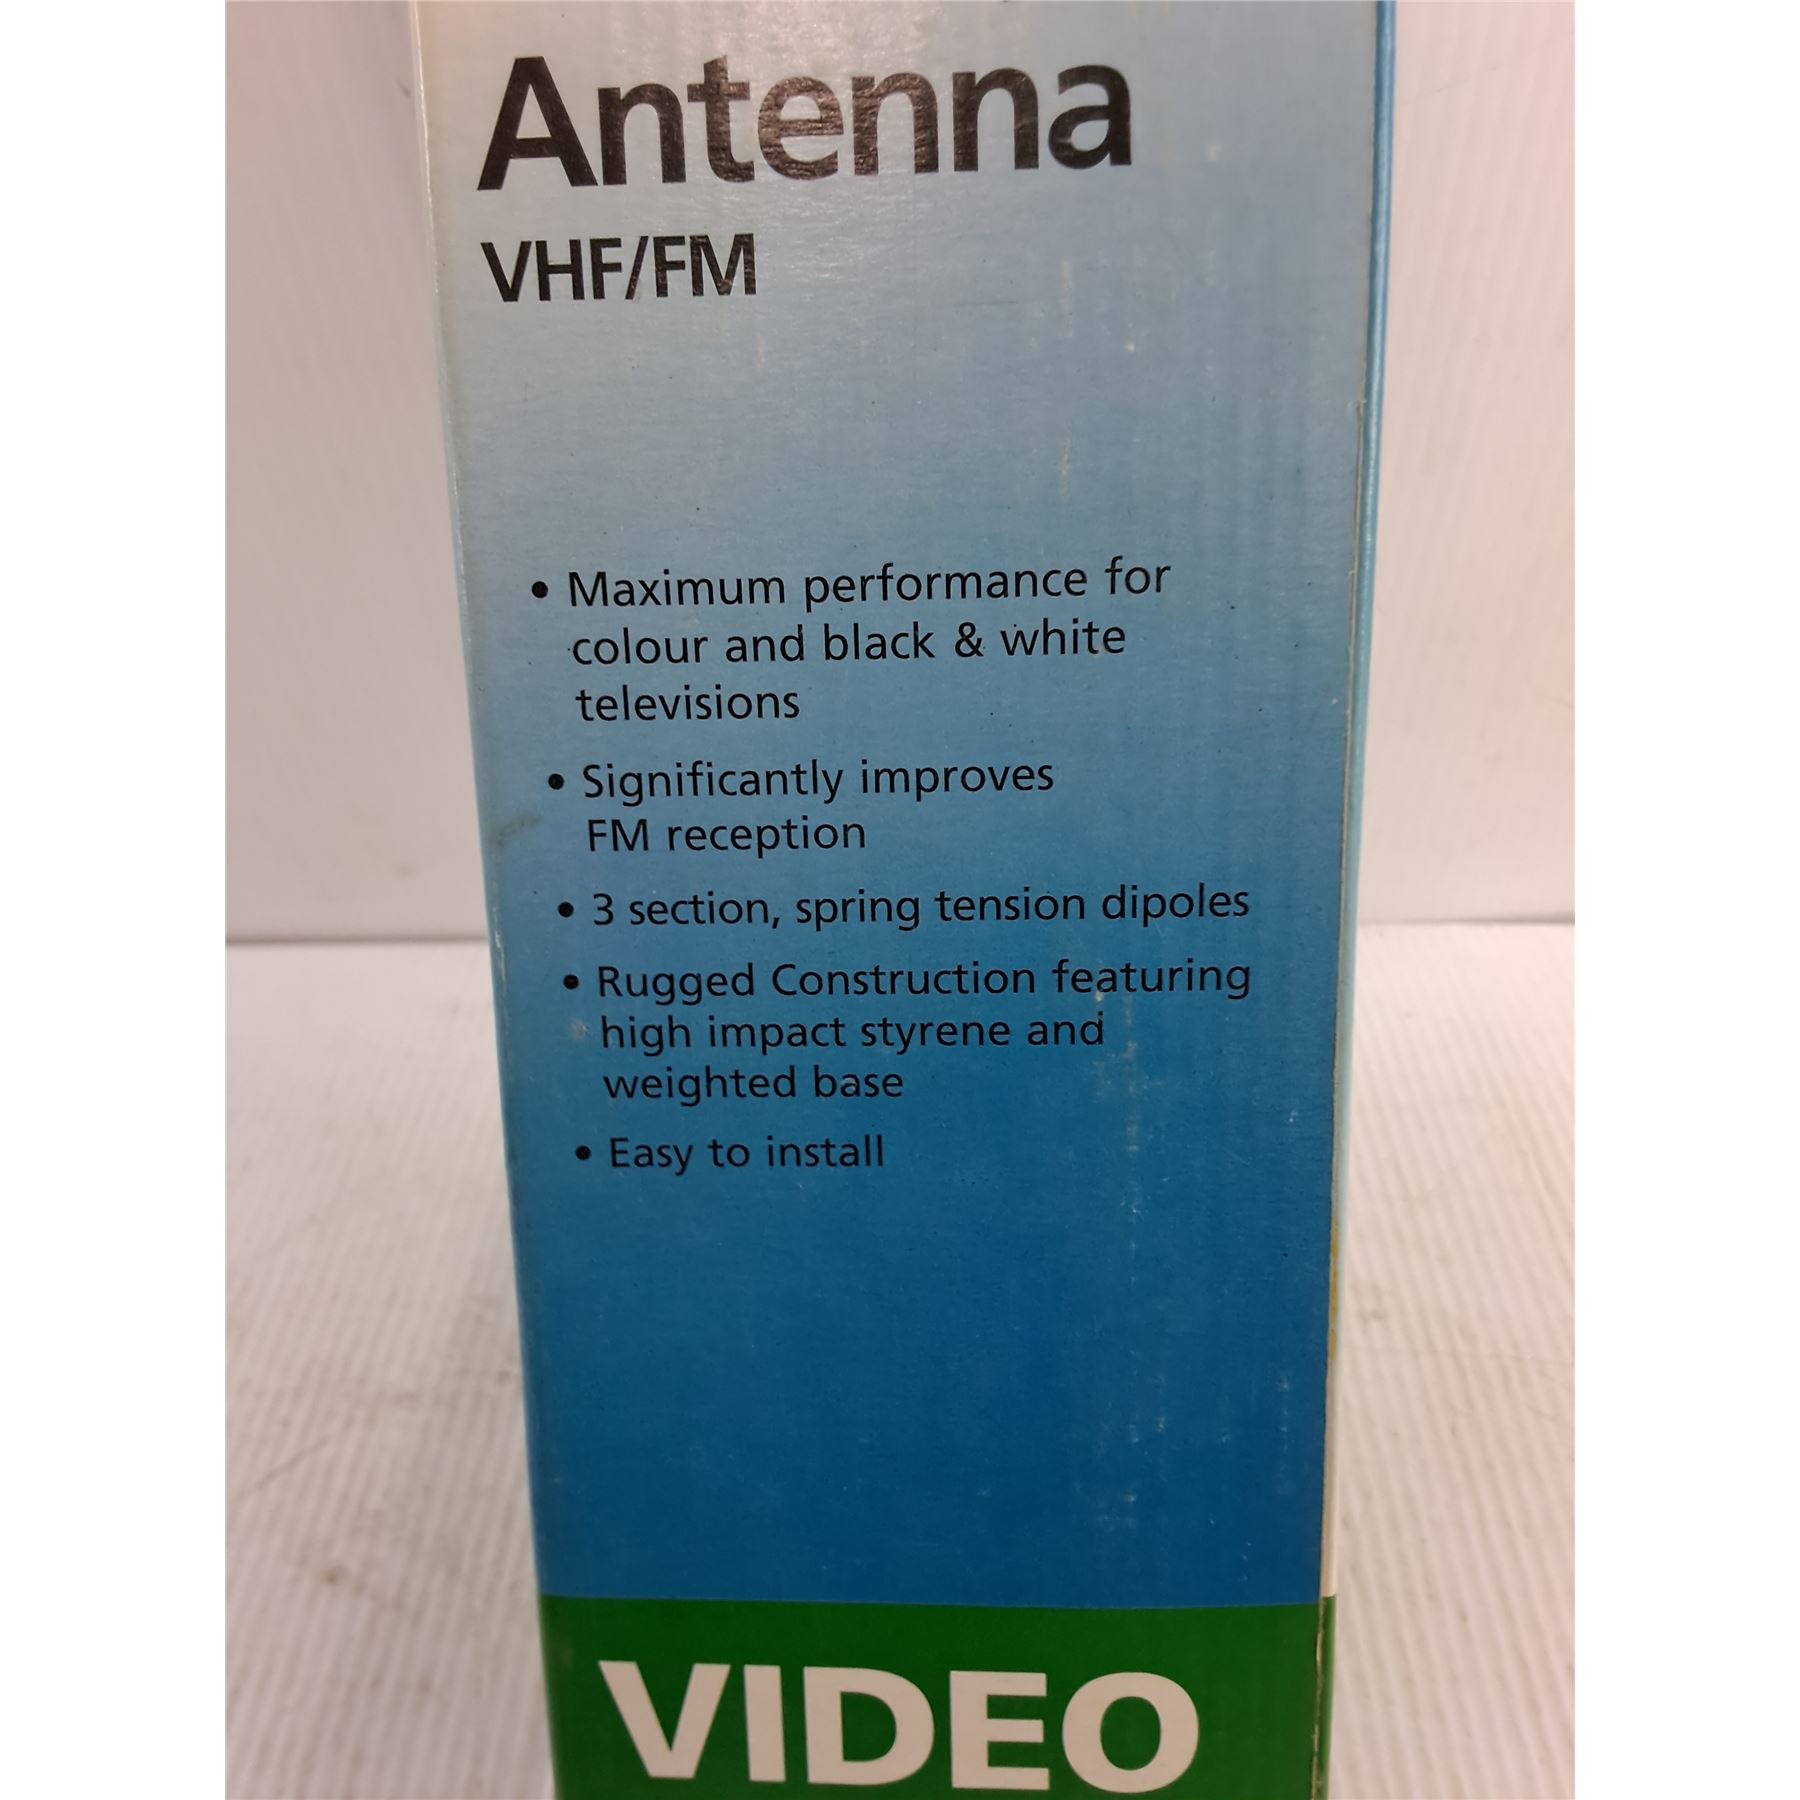 Antenna
VHF/FM
• Maximum performance for
colour and black & white
televisions
• Significantly improves
FM reception
• 3 section, spring tension dipoles
• Rugged Construction featuring
high impact styrene and
weighted base
• Easy to install
VIDEO